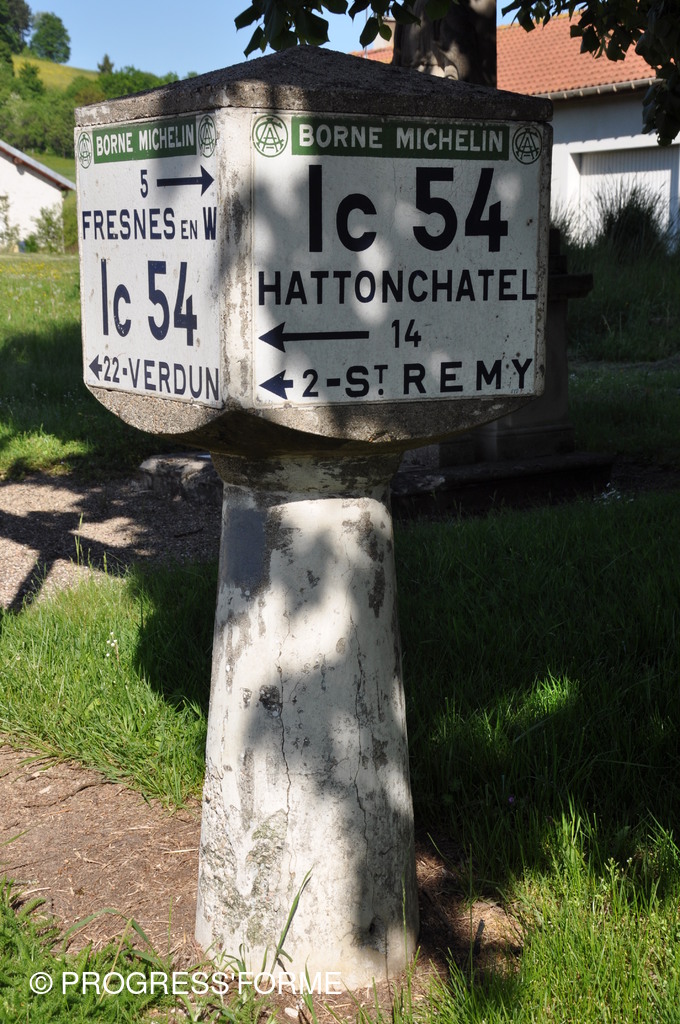 BORNE MICHELIN
5
FRESNES EN W
Ic 54
22-VERDUN
BORNE MICHELIN
Ic 54
HATTONCHATEL
14
2-ST REMY
© PROGRESS'FORME